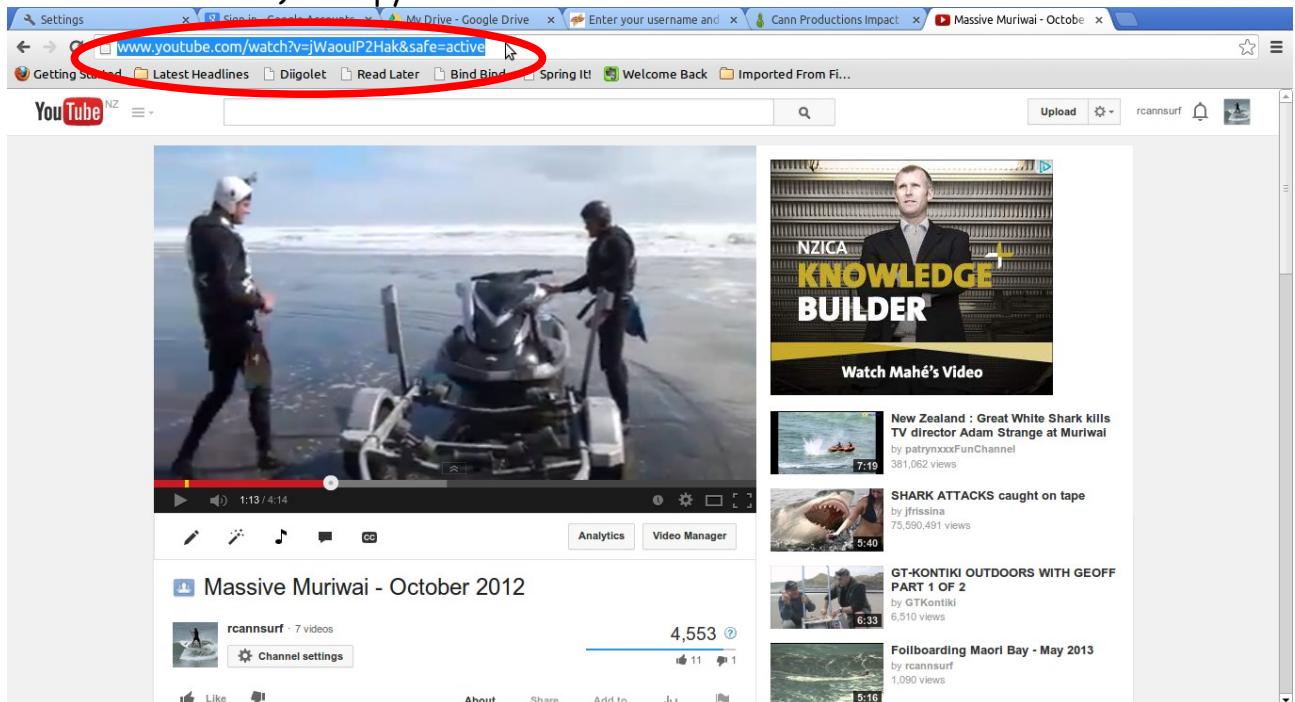 Settings
Sign in - Google Accounts
My Drive - Google Drive
Enter your username and
Cann Productions Impact
Massive Muriwai - Octobe
www.youtube.com/watch?v=jWaouIP2Hak&safe=active
Getting Started
Latest Headlines
Diigolet
Read Later
Bind Bind
Spring It!
Welcome Back
Imported From Fi...
YouTube NZ
Upload
rcannsurf
NZICA
KNOWLEDGE
BUILDER
Watch Mahé's Video
New Zealand : Great White Shark kills
TV director Adam Strange at Muriwai
by patrynxxxFunChannel
381,062 views
7:19
SHARK ATTACKS caught on tape
by jfrissina
75,590,491 views
5:40
1:13 / 4:14
CC
Analytics
Video Manager
GT-KONTIKI OUTDOORS WITH GEOFF
PART 1 OF 2
by GTKontiki
6,510 views
6:33
Massive Muriwai - October 2012
rcannsurf · 7 videos
Channel settings
4,553
11
1
Foilboarding Maori Bay - May 2013
by rcannsurf
1,090 views
5:16
Like
About
Share
Add to